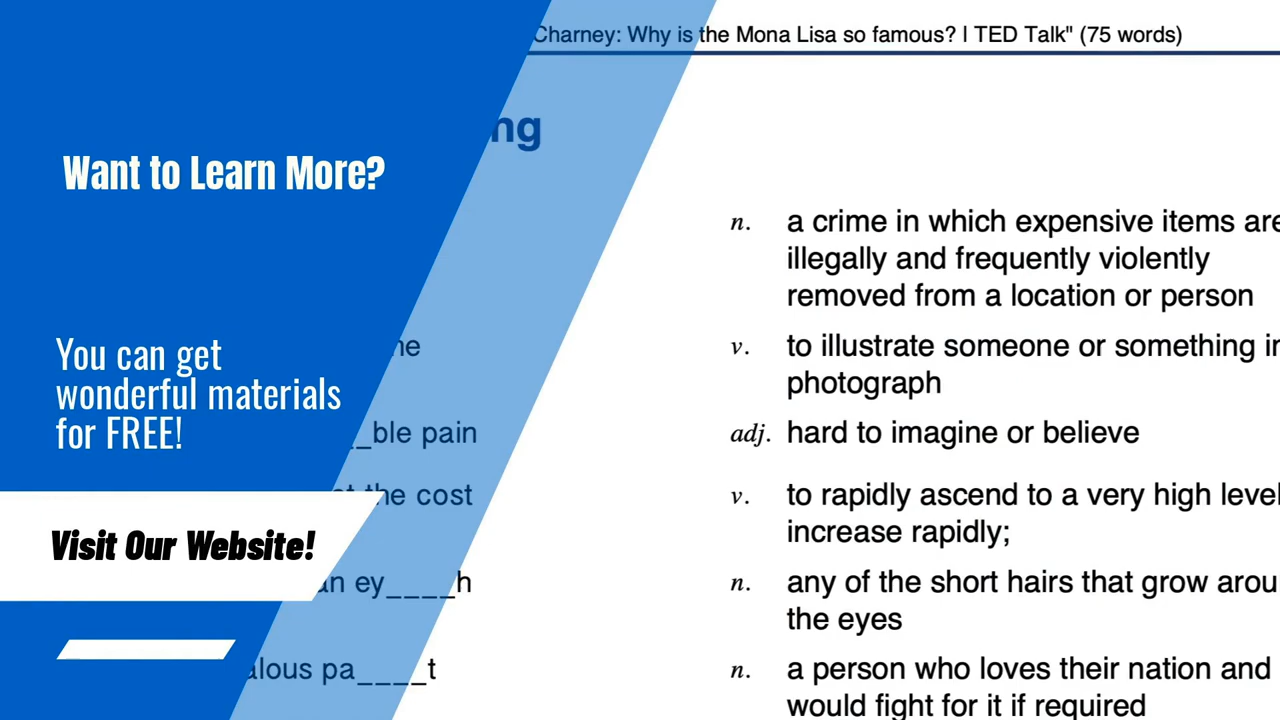 Charney: Why is the Mona Lisa so famous? | TED Talk" (75 words)
ng
Want to Learn More?
You can get
wonderful materials
for FREE!
Visit Our Website!
ne
_ble pain
the cost
an ey____h
alous pa____t
n. a crime in which expensive items are
illegally and frequently violently
removed from a location or person
v. to illustrate someone or something in
photograph
adj. hard to imagine or believe
v. to rapidly ascend to a very high level
increase rapidly;
n. any of the short hairs that grow arou
the eyes
n. a person who loves their nation and
would fight for it if required